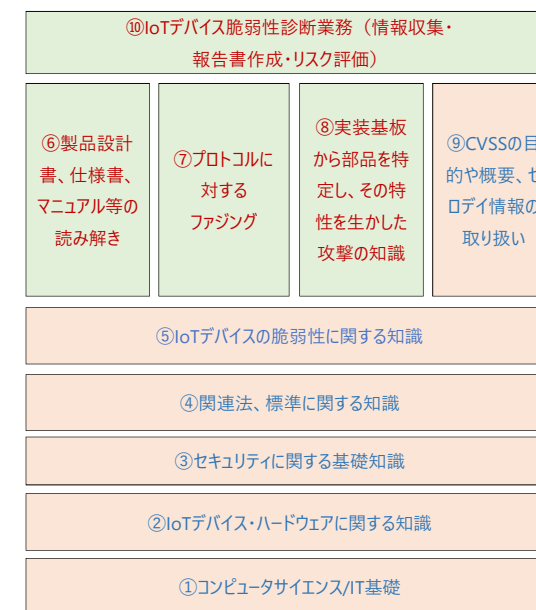 ⑩IoTデバイス脆弱性診断業務（情報収集・
報告書作成・リスク評価）
⑥製品設計
書、仕様書、
マニュアル等の
読み解き
⑦プロトコルに
対する
ファジング
⑧実装基板
から部品を特
定し、その特
性を生かした
攻撃の知識
⑨CVSSの目
的や概要、ゼ
ロデイ情報の
取り扱い
⑤IoTデバイスの脆弱性に関する知識
④関連法、標準に関する知識
③セキュリティに関する基礎知識
②IoTデバイス・ハードウェアに関する知識
①コンピュータサイエンス/IT基礎